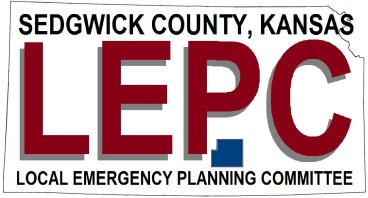 SEDGWICK COUNTY, KANSAS
LEPC
LOCAL EMERGENCY PLANNING COMMITTEE